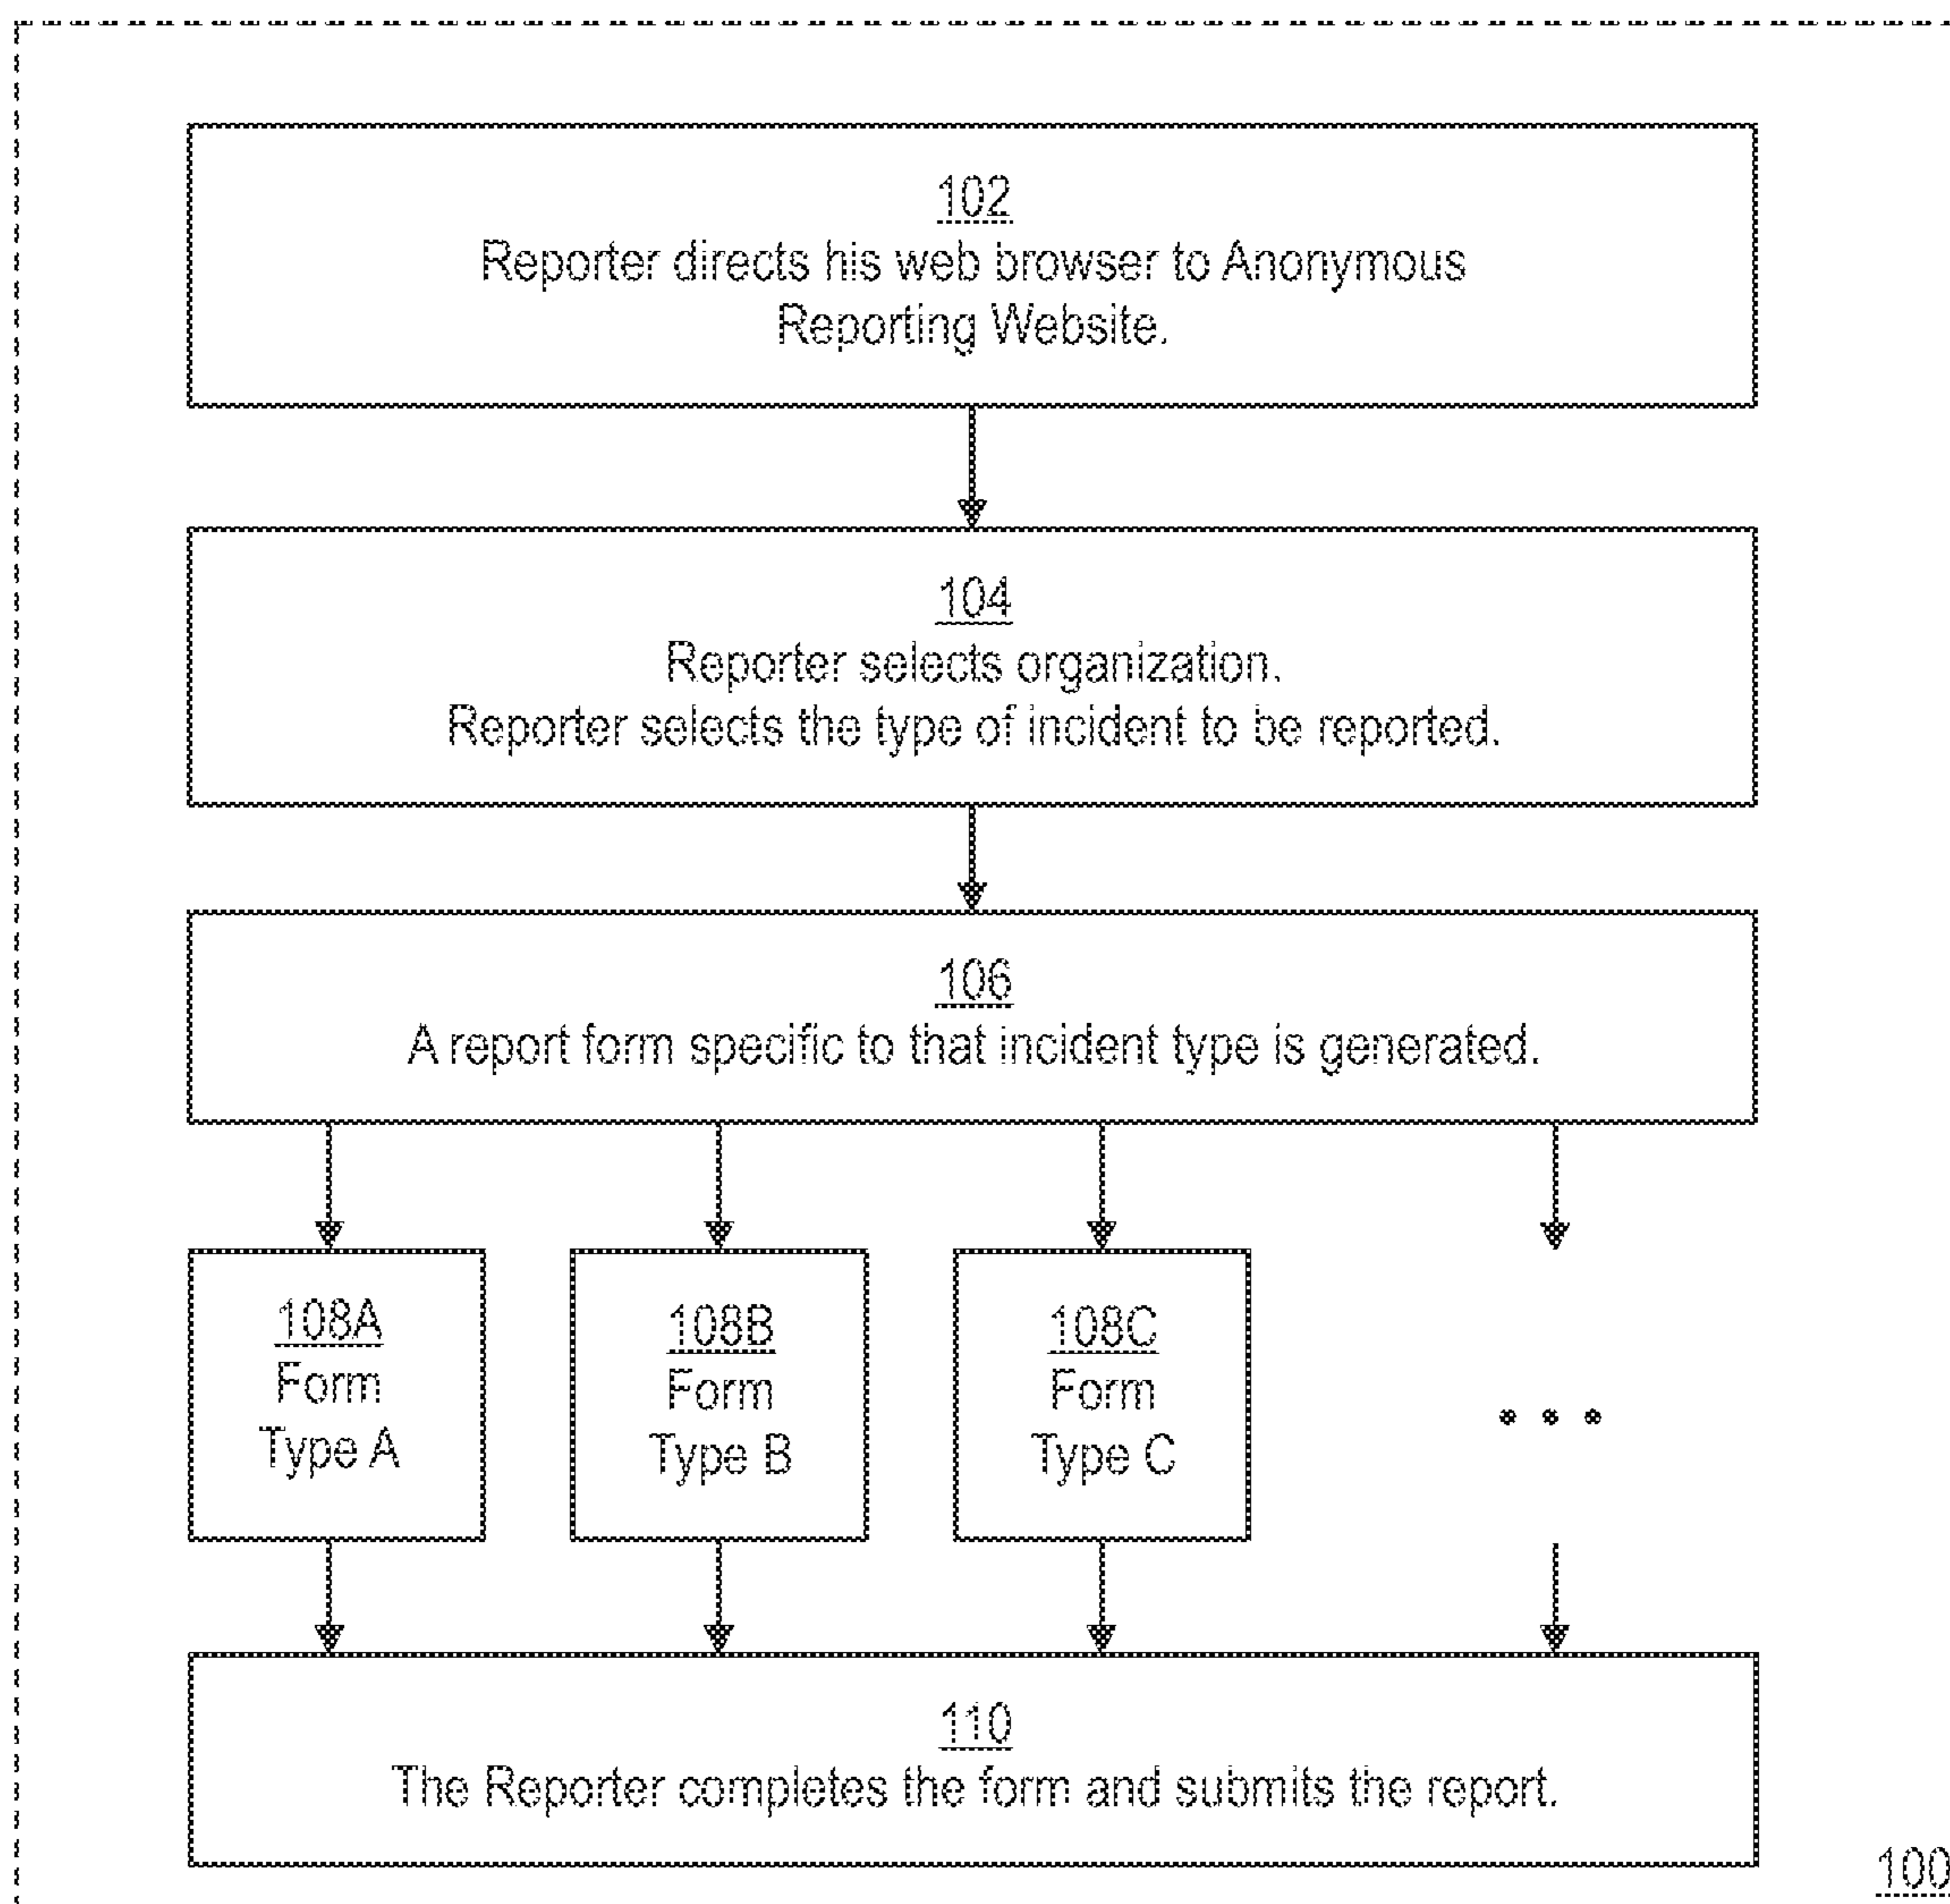 102
Reporter directs his web browser to Anonymous
Reporting Website.
104
Reporter selects organization.
Reporter selects the type of incident to be reported.
106
A report form specific to that incident type is generated.
108A
Form
Type A
108B
Form
Type B
108C
Form
Type C
• • •
110
The Reporter completes the form and submits the report.
100